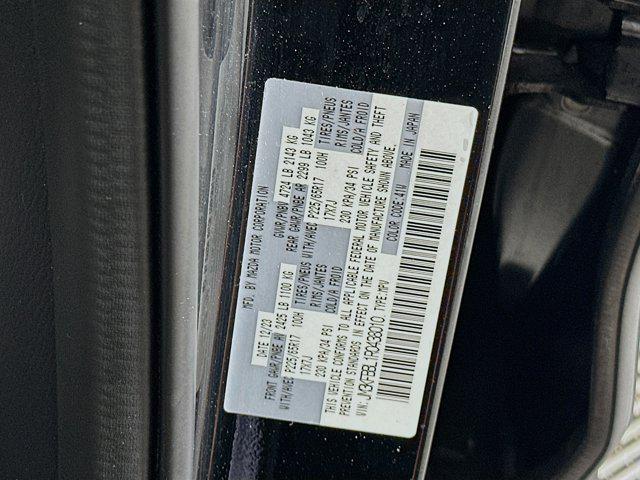 MFD. BY MAZDA MOTOR CORPORATION
DATE 12/23 GVWR/PNBV 4724 LB 2143 KG
FRONT GAWR/PNBE AV 2425 LB 1100 KG REAR GAWR/PNBE AR 2299 LB 1043 KG
WITH/AVEC P225/65R17 100H TIRES/PNEUS WITH/AVEC P225/65R17 100H TIRES/PNEUS
17X7J RIMS/JANTES 17X7J RIMS/JANTES
230 KPA/34 PSI COLD/A FROID 230 KPA/34 PSI COLD/A FROID
THIS VEHICLE CONFORMS TO ALL APPLICABLE FEDERAL MOTOR VEHICLE SAFETY AND THEFT
PREVENTION STANDARDS IN EFFECT ON THE DATE OF MANUFACTURE SHOWN ABOVE.
VIN: TYPE:MPV COLOR CODE:41W MADE IN JAPAN